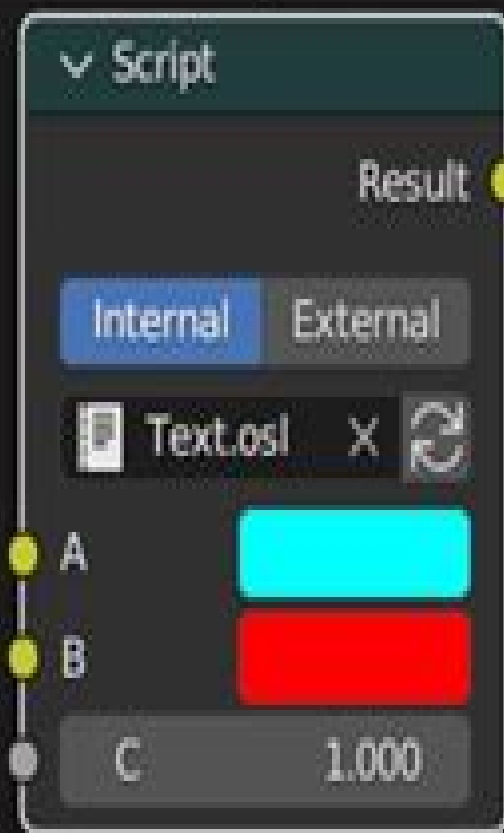 Script
Result
Internal External
Text.osl X
A
B
C 1.000